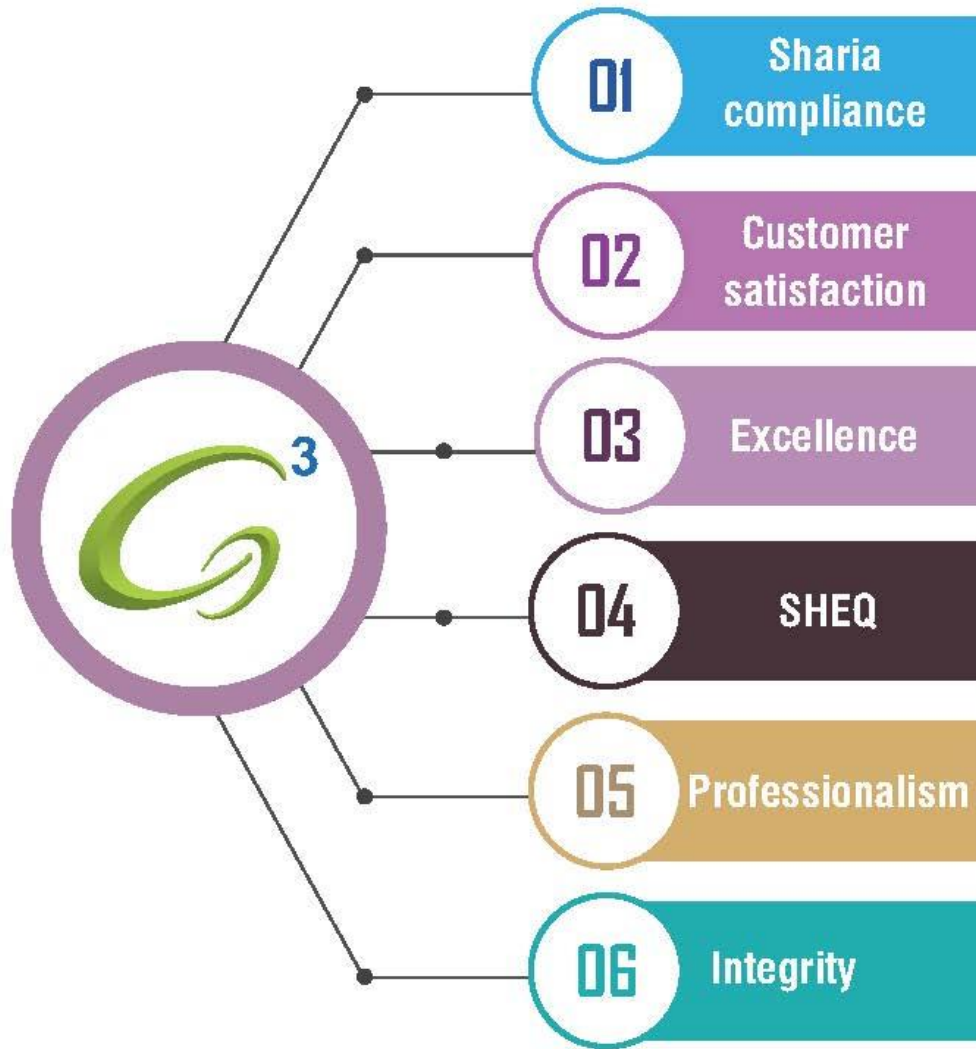 01
Sharia
compliance
02
Customer
satisfaction
3
03
Excellence
04
SHEQ
05
Professionalism
06
Integrity